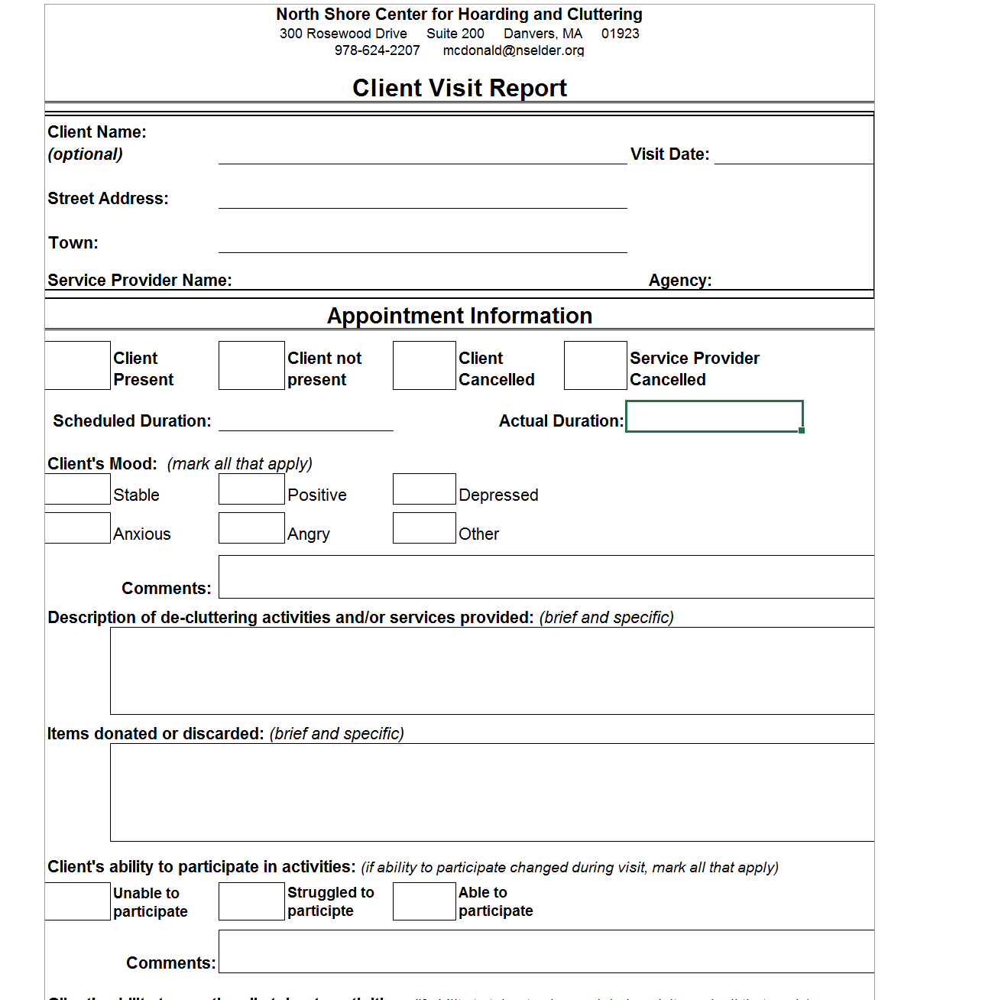 North Shore Center for Hoarding and Cluttering
300 Rosewood Drive Suite 200 Danvers, MA 01923
978-624-2207 mcdonald@nselder.org
Client Visit Report
Client Name:
(optional) Visit Date:
Street Address:
Town:
Service Provider Name: Agency:
Appointment Information
Client Client not Client Service Provider
Present present Cancelled Cancelled
Scheduled Duration: Actual Duration:
Client's Mood: (mark all that apply)
Stable Positive Depressed
Anxious Angry Other
Comments:
Description of de-cluttering activities and/or services provided: (brief and specific)
Items donated or discarded: (brief and specific)
Client's ability to participate in activities: (if ability to participate changed during visit, mark all that apply)
Unable to Struggled to Able to
participate participte participate
Comments: